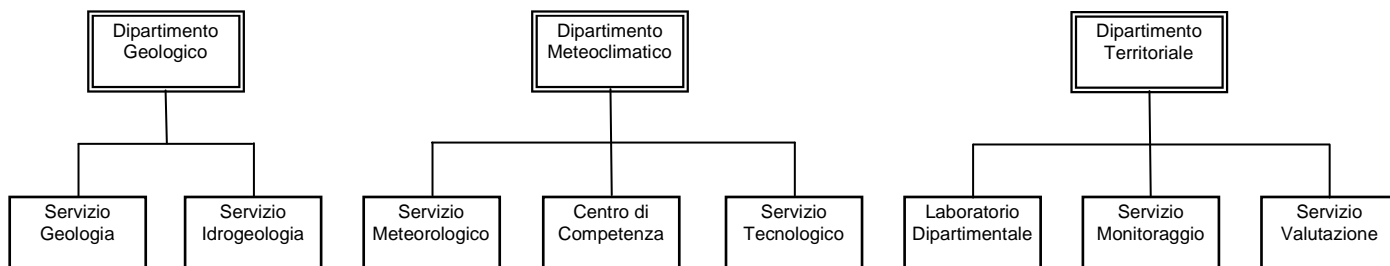 Dipartimento
Geologico
Dipartimento
Meteoclimatico
Dipartimento
Territoriale
Servizio
Geologia
Servizio
Idrogeologia
Servizio
Meteorologico
Centro di
Competenza
Servizio
Tecnologico
Laboratorio
Dipartimentale
Servizio
Monitoraggio
Servizio
Valutazione